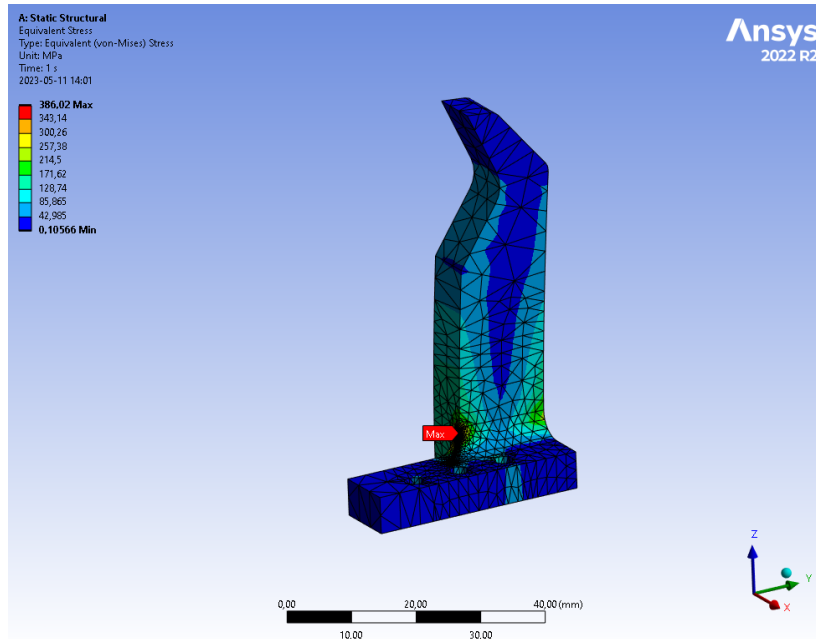 A: Static Structural
Equivalent Stress
Type: Equivalent (von-Mises) Stress
Unit: MPa
Time: 1 s
2023-05-11 14:01
386,02 Max
343,14
300,26
257,38
214,5
171,62
128,74
85,865
42,985
0,10566 Min
Ansys
2022 R2
Max
Z
Y
X
0,00 20,00 40,00 (mm)
10.00 30.00